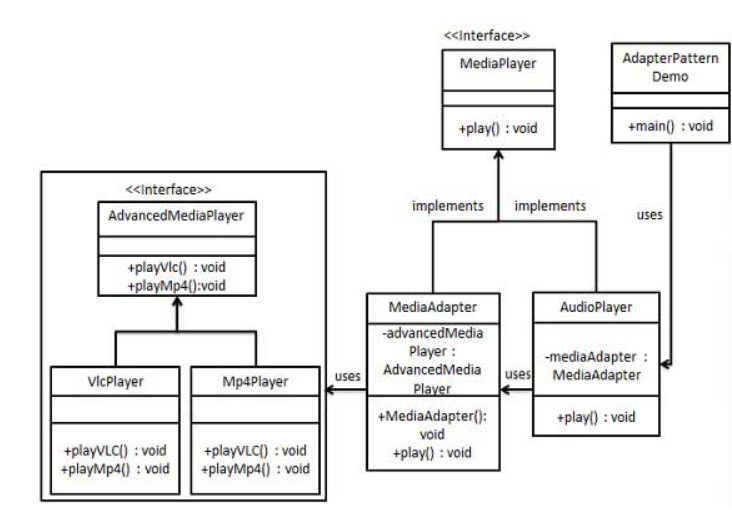 <<Interface>>
MediaPlayer
+play() : void
AdapterPattern
Demo
+main() : void
<<Interface>>
AdvancedMediaPlayer
+playVlc() : void
+playMp4():void
implements
implements
uses
VlcPlayer
+playVLC() : void
+playMp4() : void
Mp4Player
+playVLC() : void
+playMp4() : void
uses
MediaAdapter
-advancedMedia
Player :
AdvancedMedia
Player
+MediaAdapter():
void
+play() : void
uses
AudioPlayer
-mediaAdapter :
MediaAdapter
+play() : void